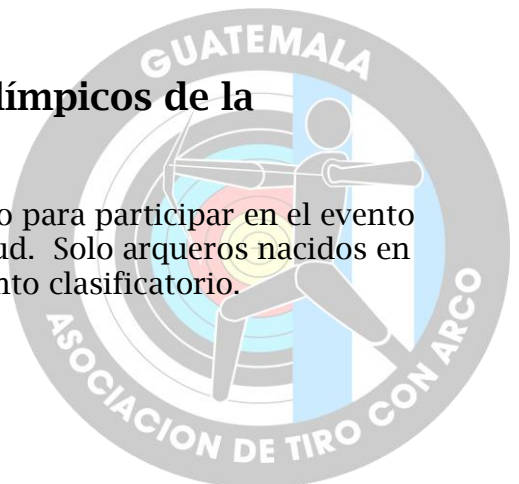 GUATEMALA
límpicos de la
o para participar en el evento
ud. Solo arqueros nacidos en
nto clasificatorio.
ASOCIACION DE TIRO CON ARCO